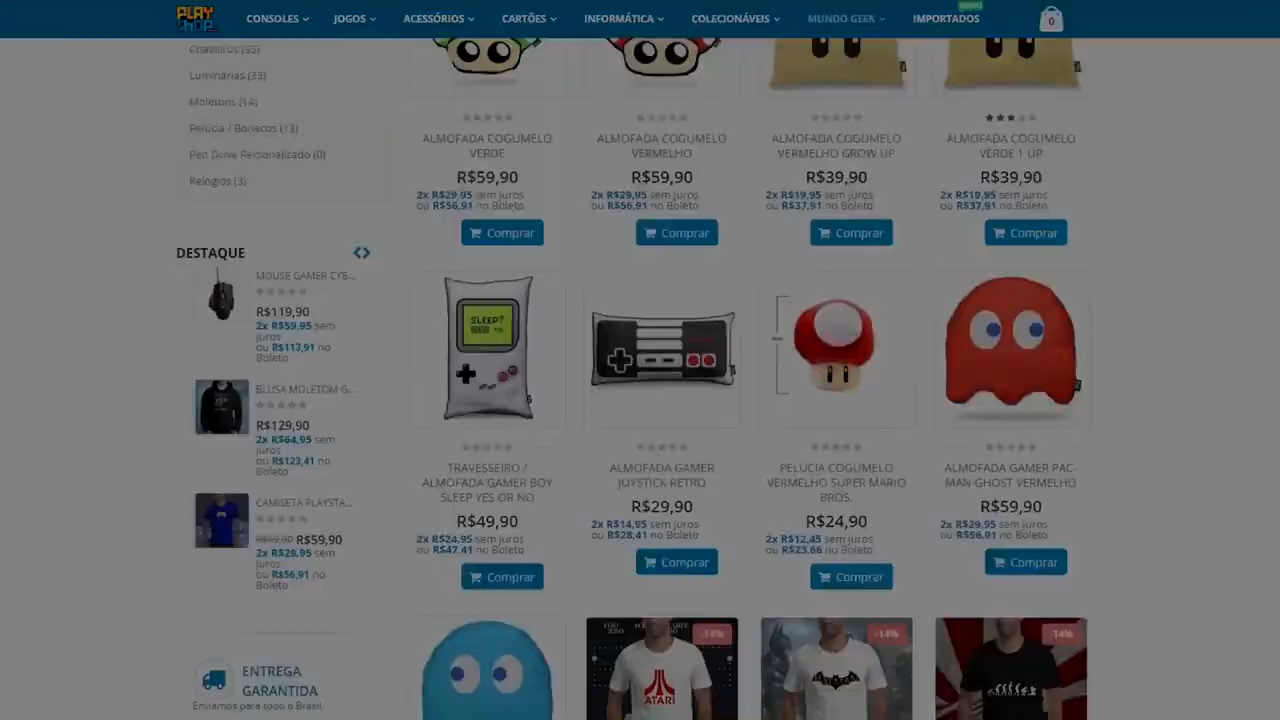 PLAY SHOP
CONSOLES
JOGOS
ACESSÓRIOS
CARTÕES
INFORMÁTICA
COLECIONÁVEIS
MUNDO GEEK
IMPORTADOS
0
Chaveiros (55)
Luminárias (33)
Moletons (14)
Pelúcia / Bonecos (13)
Pen Drive Personalizado (0)
Relógios (3)
ALMOFADA COGUMELO
VERDE
R$59,90
2x R$29,95 sem juros
ou R$56,91 no Boleto
Comprar
ALMOFADA COGUMELO
VERMELHO
R$59,90
2x R$29,95 sem juros
ou R$56,91 no Boleto
Comprar
ALMOFADA COGUMELO
VERMELHO GROW UP
R$39,90
2x R$19,95 sem juros
ou R$37,91 no Boleto
Comprar
ALMOFADA COGUMELO
VERDE 1 UP
R$39,90
2x R$19,95 sem juros
ou R$37,91 no Boleto
Comprar
DESTAQUE
MOUSE GAMER CYB...
R$119,90
2x R$59,95 sem
juros
ou R$113,91 no
Boleto
BLUSA MOLETOM G...
R$129,90
2x R$64,95 sem
juros
ou R$123,41 no
Boleto
CAMISETA PLAYSTA...
R$69,90 R$59,90
2x R$29,95 sem
juros
ou R$56,91 no
Boleto
SLEEP?
TRAVESSEIRO /
ALMOFADA GAMER BOY
SLEEP YES OR NO
R$49,90
2x R$24,95 sem juros
ou R$47,41 no Boleto
Comprar
ALMOFADA GAMER
JOYSTICK RETRO
R$29,90
2x R$14,95 sem juros
ou R$28,41 no Boleto
Comprar
PELÚCIA COGUMELO
VERMELHO SUPER MARIO
BROS.
R$24,90
2x R$12,45 sem juros
ou R$23,66 no Boleto
Comprar
ALMOFADA GAMER PAC-
MAN GHOST VERMELHO
R$59,90
2x R$29,95 sem juros
ou R$56,91 no Boleto
Comprar
ENTREGA
GARANTIDA
Enviamos para todo o Brasil.
-14%
ATARI
-14%
-14%